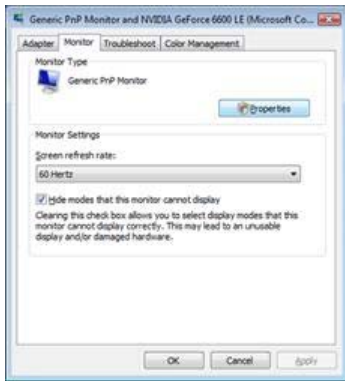 Generic PnP Monitor and NVIDIA GeForce 6600 LE (Microsoft Co...
Adapter Monitor Troubleshoot Color Management
Monitor Type
Generic PnP Monitor
Properties
Monitor Settings
Screen refresh rate:
60 Hertz
Hide modes that this monitor cannot display
Clearing this check box allows you to select display modes that this
monitor cannot display correctly. This may lead to an unusable
display and/or damaged hardware.
OK Cancel Apply